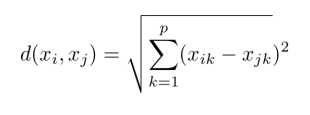 d(x_i, x_j) = \sqrt{\sum_{k=1}^{p} (x_{ik} - x_{jk})^2}